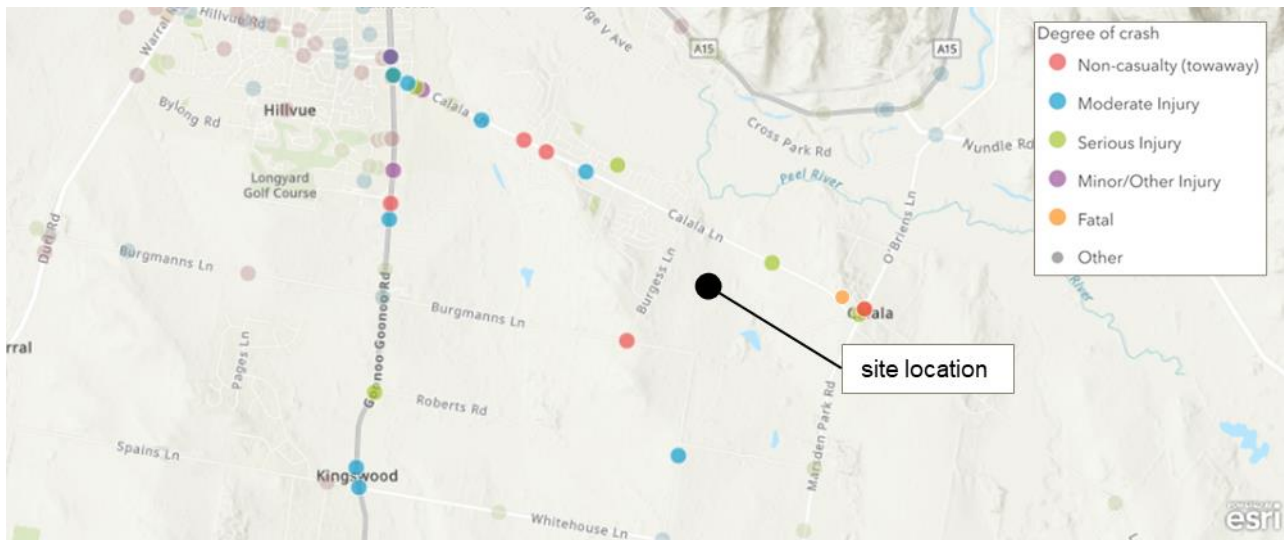 Hillvue Rd
Warral
A15
A15
Degree of crash
Non-casualty (towaway)
Moderate Injury
Serious Injury
Minor/Other Injury
Fatal
Other
Calala
Hillvue
Bylong Rd
Cross Park Rd
Nundle Rd
Longyard
Golf Course
Peel River
Calala Ln
O'Briens Ln
Duri Rd
Burgmanns Ln
Burgess Ln
Burgmanns Ln
River
Goonoo Goonoo Rd
Calala
Pages Ln
site location
Roberts Rd
Marsden Park Rd
Spains Ln
Kingswood
Whitehouse Ln
esri